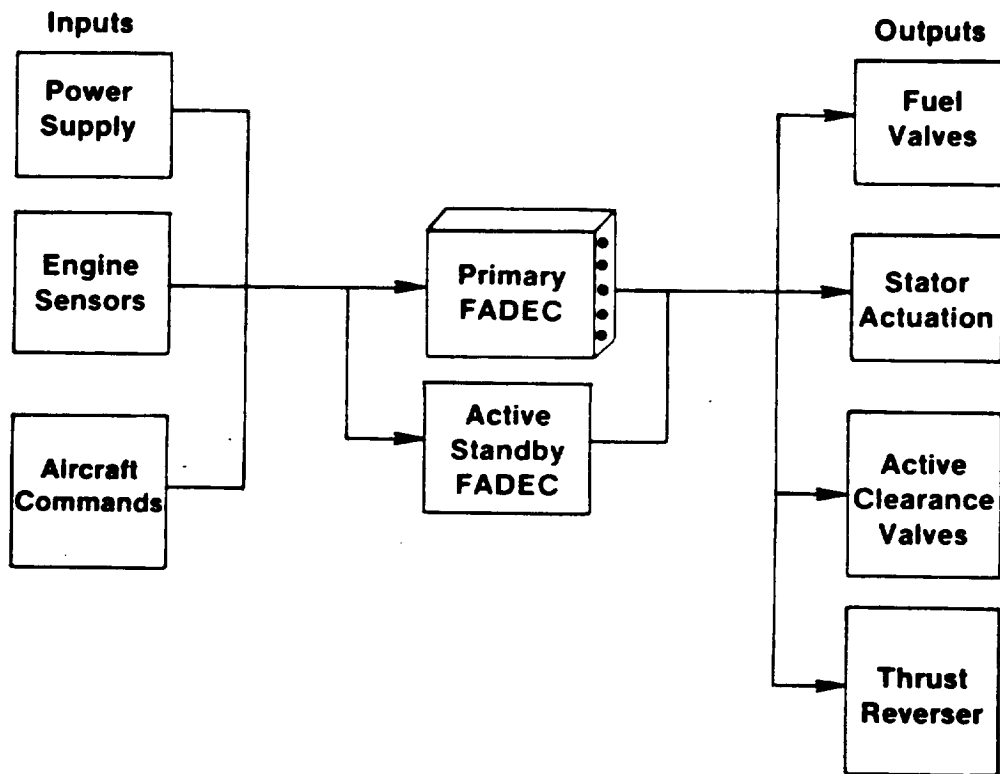 Inputs
Power
Supply
Engine
Sensors
Aircraft
Commands
Primary
FADEC
Active
Standby
FADEC
Outputs
Fuel
Valves
Stator
Actuation
Active
Clearance
Valves
Thrust
Reverser